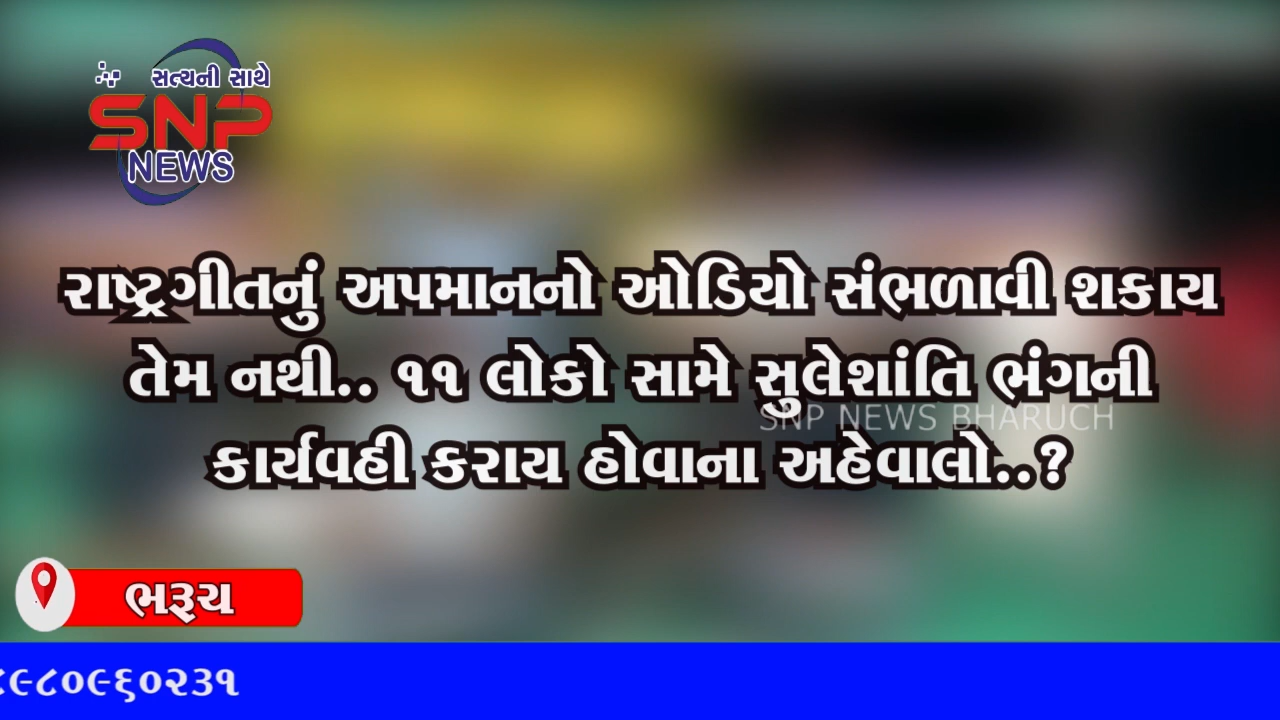 સત્યની સાથે
SNP
NEWS
રાષ્ટ્રગીતનું અપમાનનો ઓડિયો સંભળાવી શકાય
તેમ નથી.. ૧૧ લોકો સામે સુલેશાંતિ ભંગની
SNP NEWS BHARUCH
કાર્યવહી કરાય હોવાના અહેવાલો..?
ભરૂચ
૯૮૦૯૬૦૨૩૧